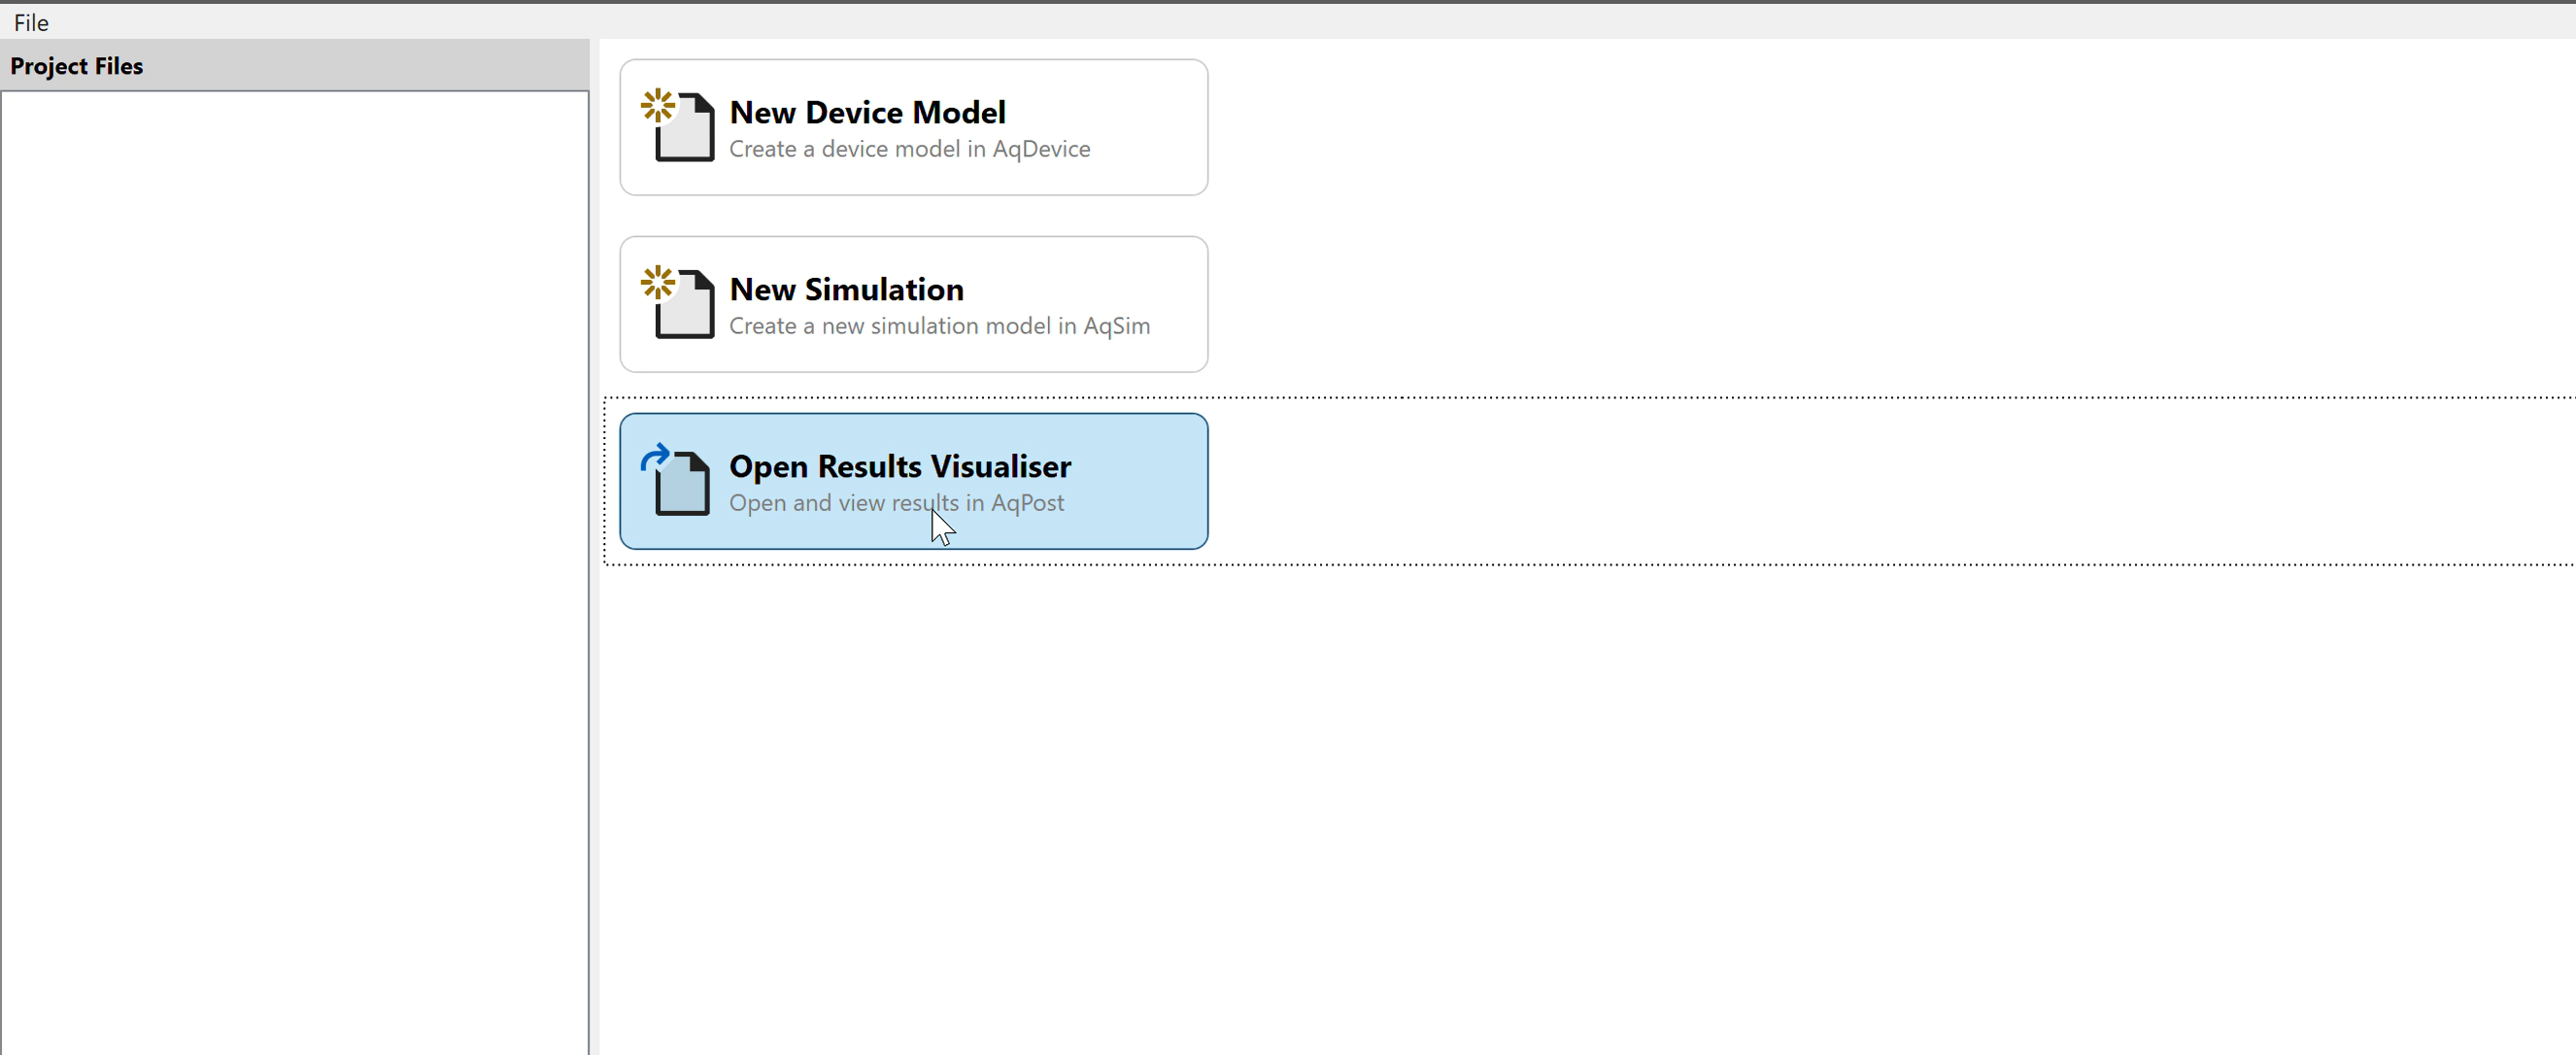 File
Project Files
New Device Model
Create a device model in AqDevice
New Simulation
Create a new simulation model in AqSim
Open Results Visualiser
Open and view results in AqPost